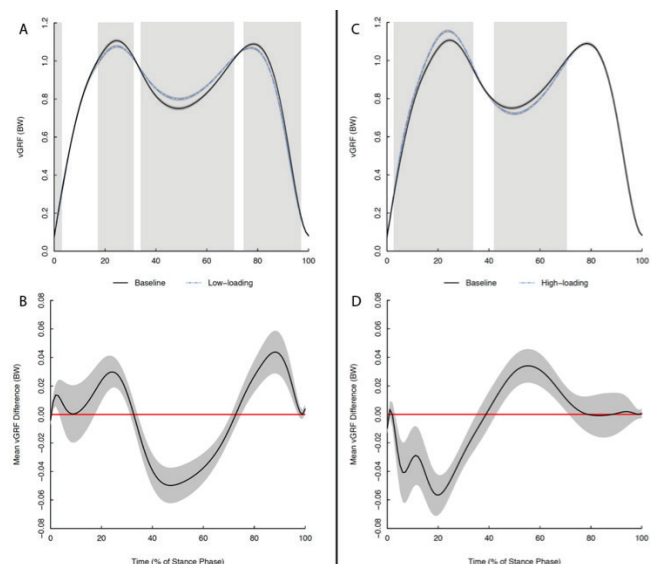 A
vGRF (BW)
1.2
1.0
0.8
0.6
0.4
0.2
0.0
0 20 40 60 80 100
Baseline Low−loading
B
Mean vGRF Difference (BW)
0.08
0.06
0.04
0.02
0.00
−0.02
−0.04
−0.06
−0.08
0 20 40 60 80 100
Time (% of Stance Phase)
C
vGRF (BW)
1.2
1.0
0.8
0.6
0.4
0.2
0.0
0 20 40 60 80 100
Baseline High−loading
D
Mean vGRF Difference (BW)
0.08
0.06
0.04
0.02
0.00
−0.02
−0.04
−0.06
−0.08
0 20 40 60 80 100
Time (% of Stance Phase)